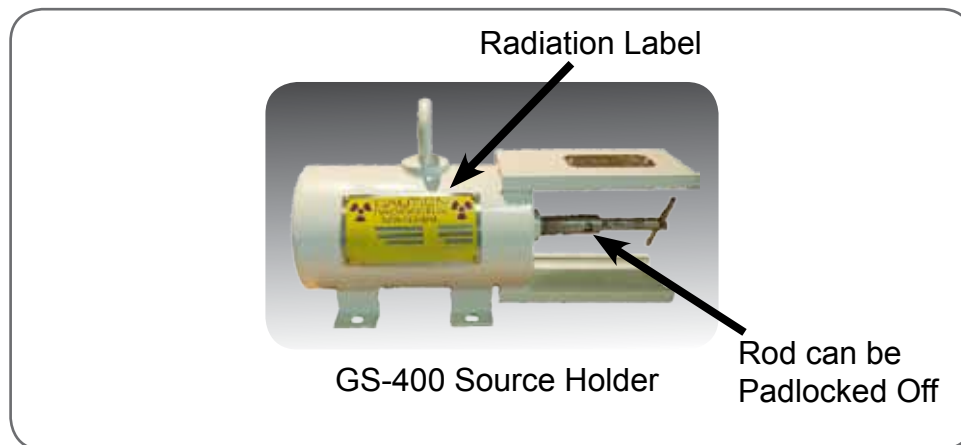 Radiation Label
CAUTION
GS-400 Source Holder
Rod can be
Padlocked Off